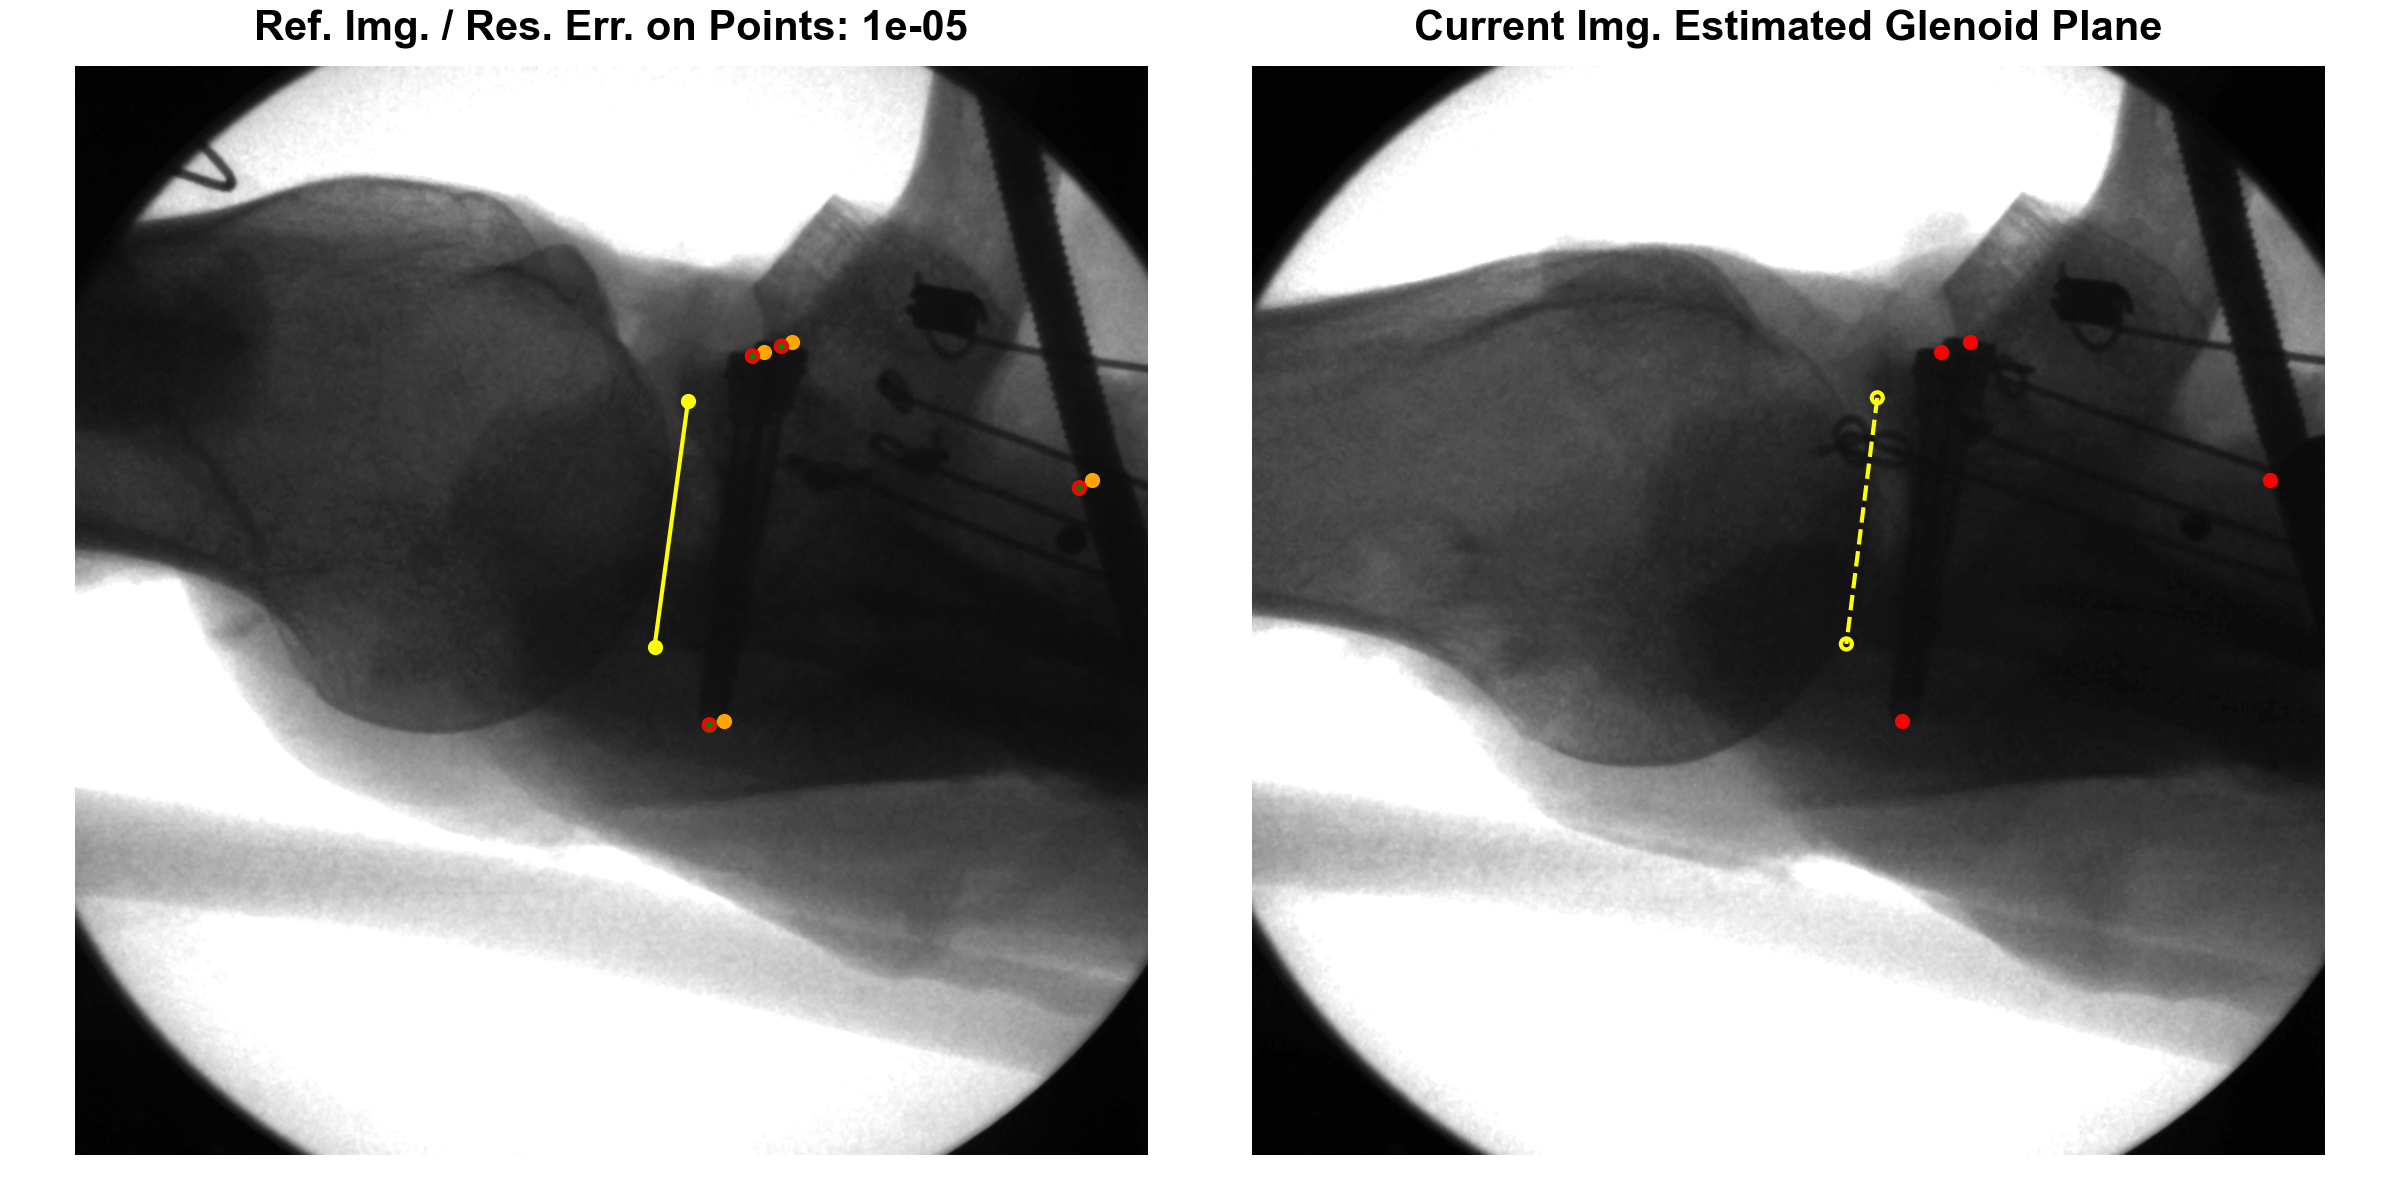 Ref. Img. / Res. Err. on Points: 1e-05
Current Img. Estimated Glenoid Plane